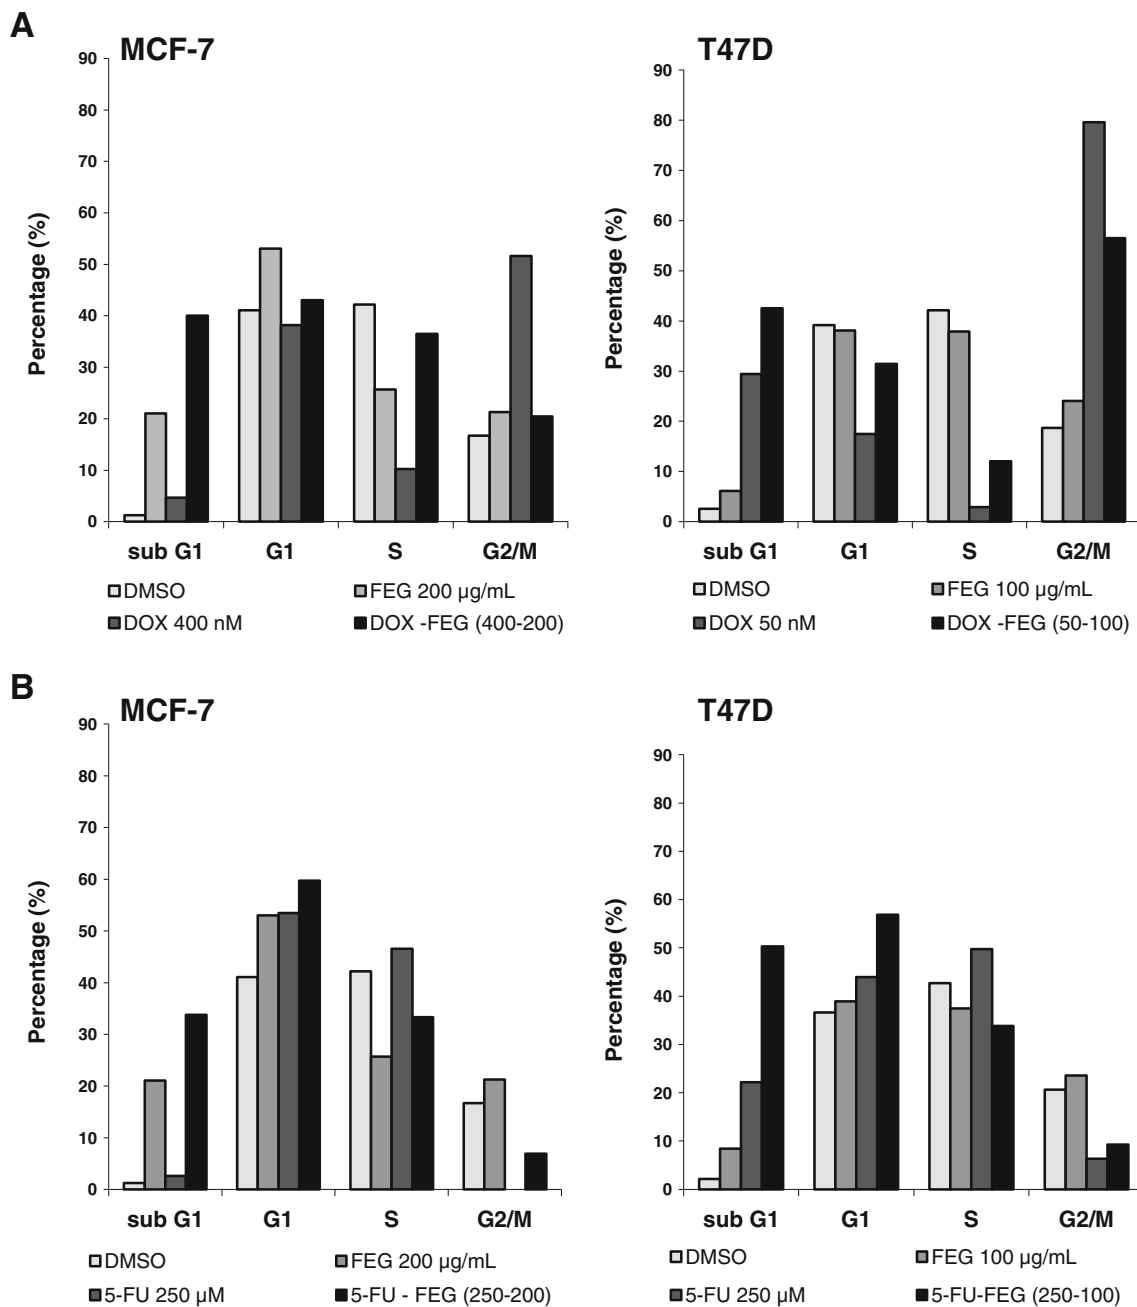 A
MCF-7
90
80
70
60
50
40
30
20
10
0
Percentage (%)
sub G1 G1 S G2/M
DMSO FEG 200 µg/mL
DOX 400 nM DOX -FEG (400-200)
T47D
90
80
70
60
50
40
30
20
10
0
Percentage (%)
sub G1 G1 S G2/M
DMSO FEG 100 µg/mL
DOX 50 nM DOX -FEG (50-100)
B
MCF-7
90
80
70
60
50
40
30
20
10
0
Percentage (%)
sub G1 G1 S G2/M
DMSO FEG 200 µg/mL
5-FU 250 µM 5-FU - FEG (250-200)
T47D
90
80
70
60
50
40
30
20
10
0
Percentage (%)
sub G1 G1 S G2/M
DMSO FEG 100 µg/mL
5-FU 250 µM 5-FU-FEG (250-100)